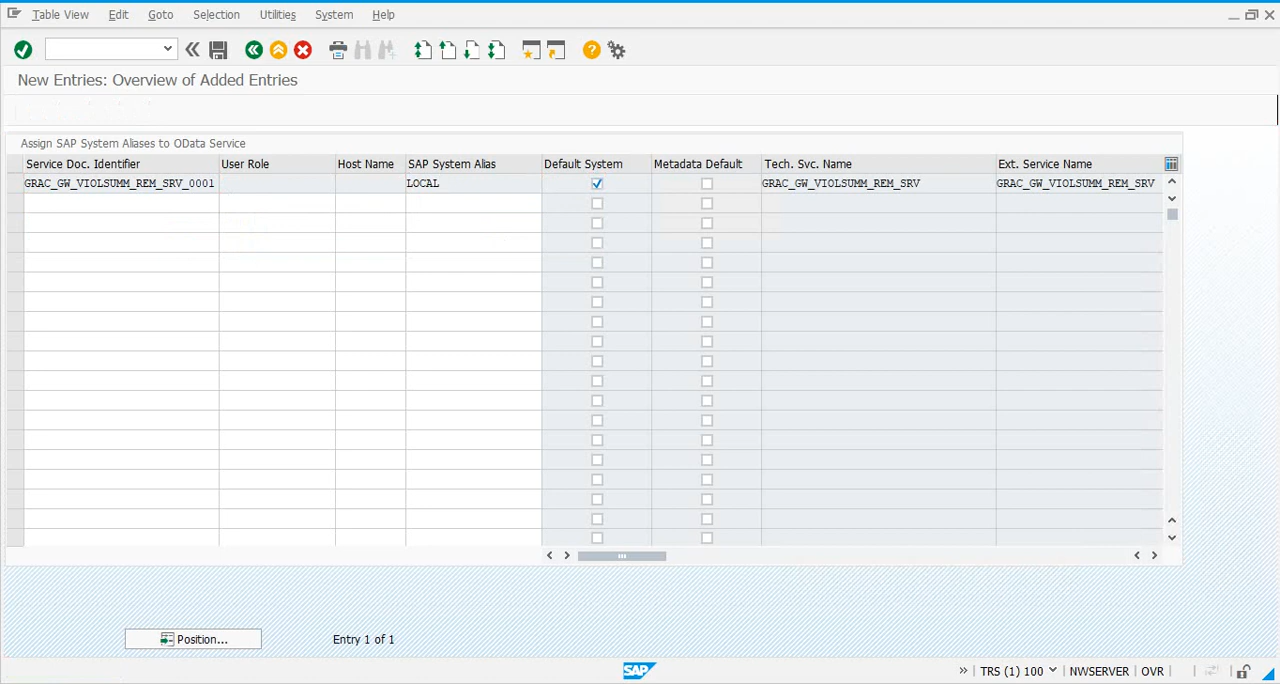 Table View Edit Goto Selection Utilities System Help
New Entries: Overview of Added Entries
Assign SAP System Aliases to OData Service
Service Doc. Identifier User Role Host Name SAP System Alias Default System Metadata Default Tech. Svc. Name Ext. Service Name
GRAC_GW_VIOLSUMM_REM_SRV_0001 LOCAL GRAC_GW_VIOLSUMM_REM_SRV GRAC_GW_VIOLSUMM_REM_SRV
Position... Entry 1 of 1
SAP TRS (1) 100 NWSERVER OVR